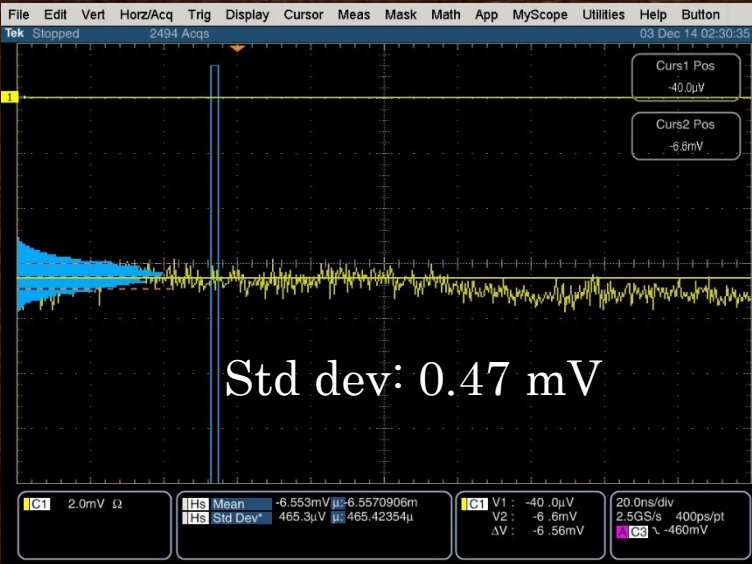 File Edit Vert Horz/Acq Trig Display Cursor Meas Mask Math App MyScope Utilities Help Button
Tek Stopped 2494 Acqs 03 Dec 14 02:30:35
Curs1 Pos
-40.0µV
1
Curs2 Pos
-6.6mV
Std dev: 0.47 mV
C1 2.0mV Ω
Hs Mean -6.553mV µ:-6.5570906m
Hs Std Dev* 465.3µV µ: 465.42354µ
C1 V1: -40.0µV
V2: -6.6mV
ΔV: -6.56mV
20.0ns/div
2.5GS/s 400ps/pt
A C3 ㄟ -460mV